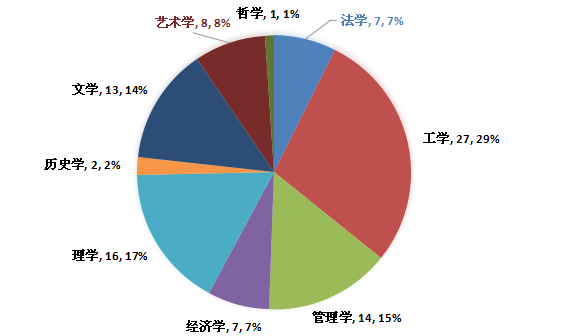 哲学, 1, 1%
艺术学, 8, 8%
法学, 7, 7%
文学, 13, 14%
工学, 27, 29%
历史学, 2, 2%
理学, 16, 17%
管理学, 14, 15%
经济学, 7, 7%